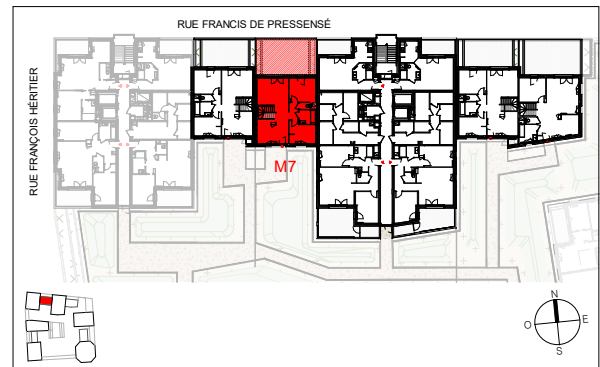 RUE FRANCIS DE PRESSENSÉ
RUE FRANÇOIS HÉRITIER
M7
N
O
E
S